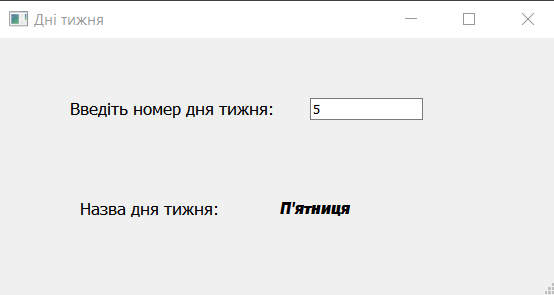 Дні тижня
Введіть номер дня тижня: 5
Назва дня тижня: П'ятниця